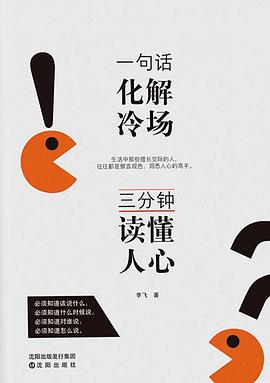 一句话
化解
冷场
生活中那些擅长交际的人,
往往都是察言观色、洞悉人心的高手。
三分钟
读懂
人心
李飞 著
必须知道该说什么;
必须知道什么时候说;
必须知道对谁说;
必须知道怎么说。
沈阳出版发行集团
沈阳出版社